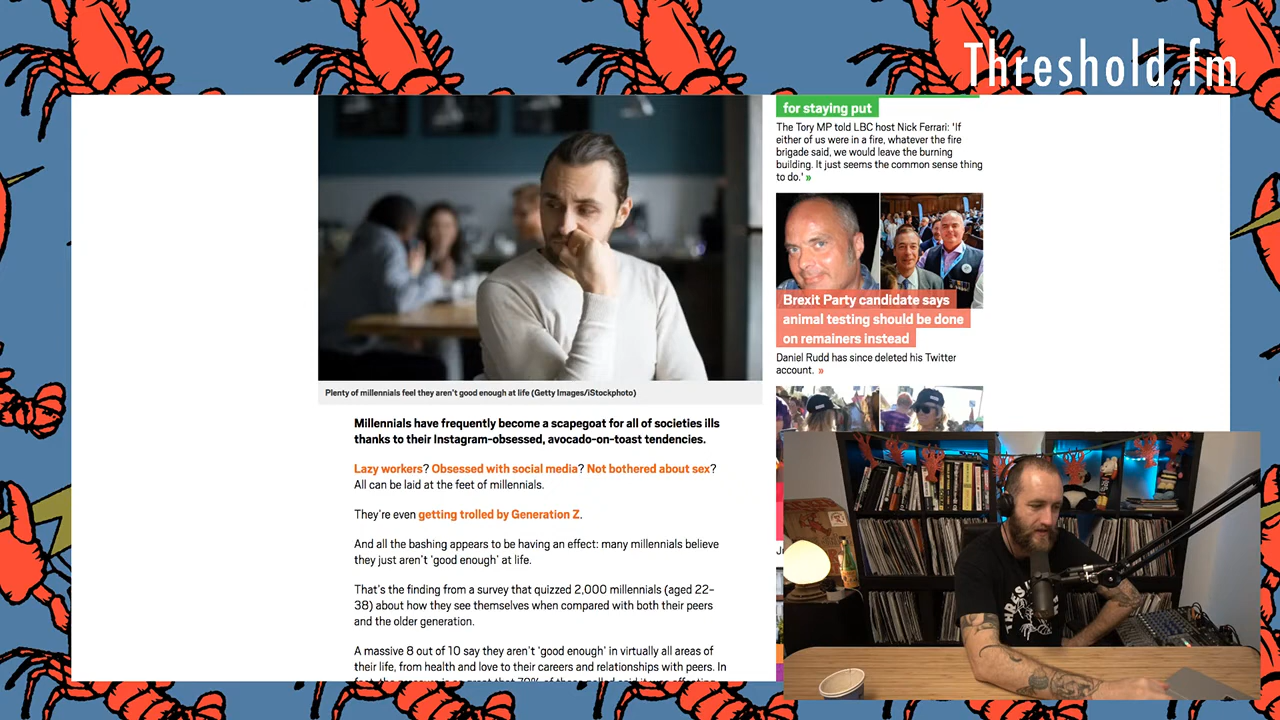 Threshold.fm
for staying put
The Tory MP told LBC host Nick Ferrari: 'If
either of us were in a fire, whatever the fire
brigade said, we would leave the burning
building. It just seems the common sense thing
to do.' »
Brexit Party candidate says
animal testing should be done
on remainers instead
Daniel Rudd has since deleted his Twitter
account. »
Plenty of millennials feel they aren't good enough at life (Getty Images/iStockphoto)
Millennials have frequently become a scapegoat for all of societies ills
thanks to their Instagram-obsessed, avocado-on-toast tendencies.
Lazy workers? Obsessed with social media? Not bothered about sex?
All can be laid at the feet of millennials.
They're even getting trolled by Generation Z.
And all the bashing appears to be having an effect: many millennials believe
they just aren't 'good enough' at life.
That's the finding from a survey that quizzed 2,000 millennials (aged 22–
38) about how they see themselves when compared with both their peers
and the older generation.
A massive 8 out of 10 say they aren't 'good enough' in virtually all areas of
their life, from health and love to their careers and relationships with peers. In